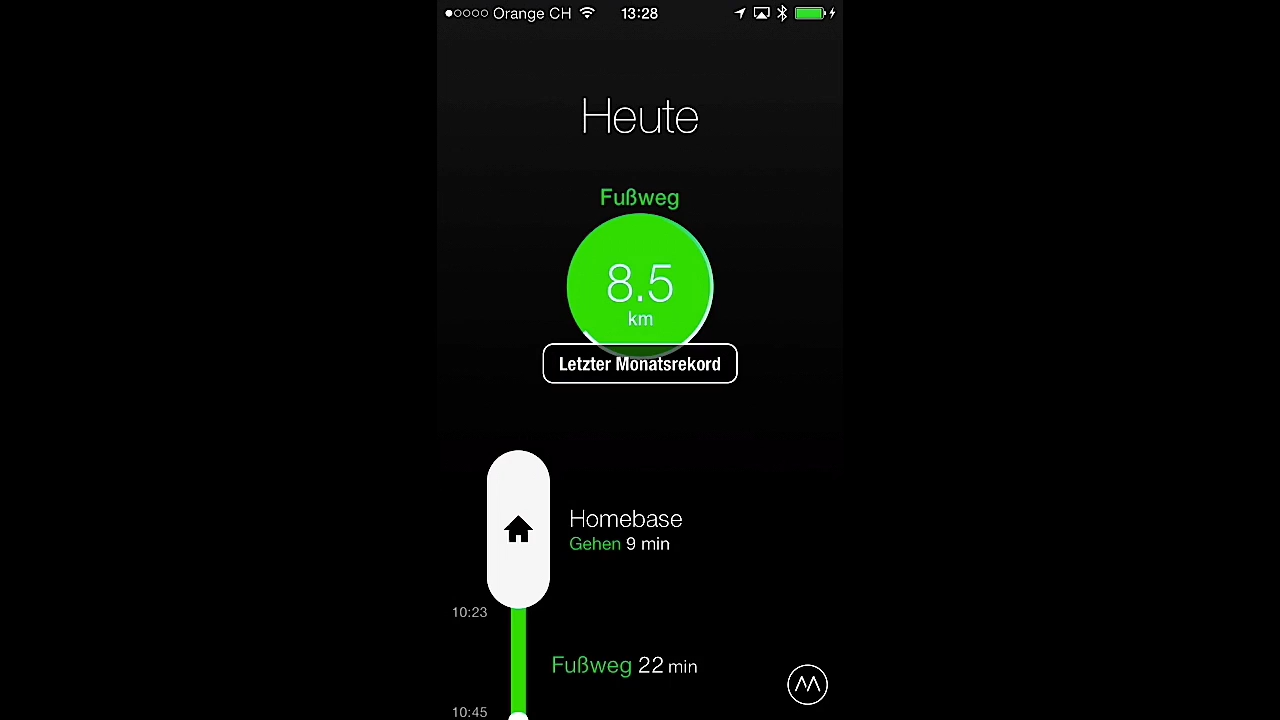 Orange CH 13:28
Heute
Fußweg
8.5
km
Letzter Monatsrekord
Homebase
Gehen 9 min
10:23
Fußweg 22 min
10:45